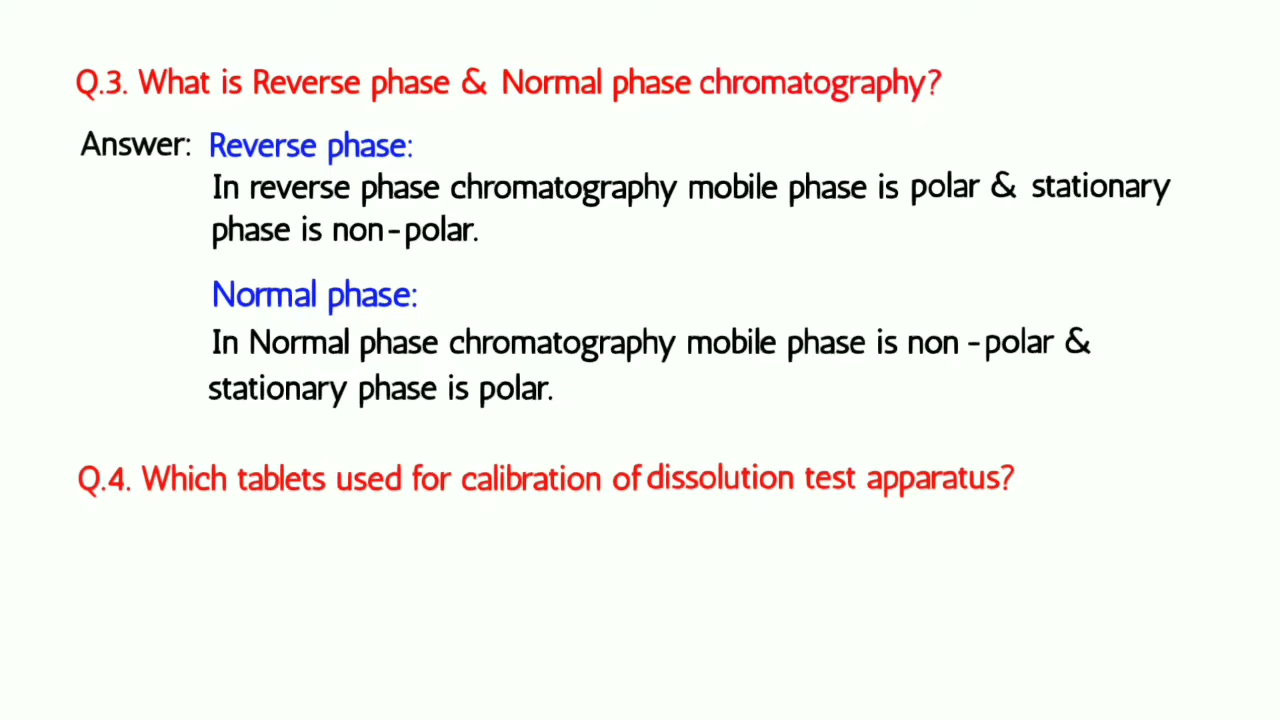 Q.3. What is Reverse phase & Normal phase chromatography?
Answer: Reverse phase:
In reverse phase chromatography mobile phase is polar & stationary
phase is non-polar.
Normal phase:
In Normal phase chromatography mobile phase is non -polar &
stationary phase is polar.
Q.4. Which tablets used for calibration of dissolution test apparatus?